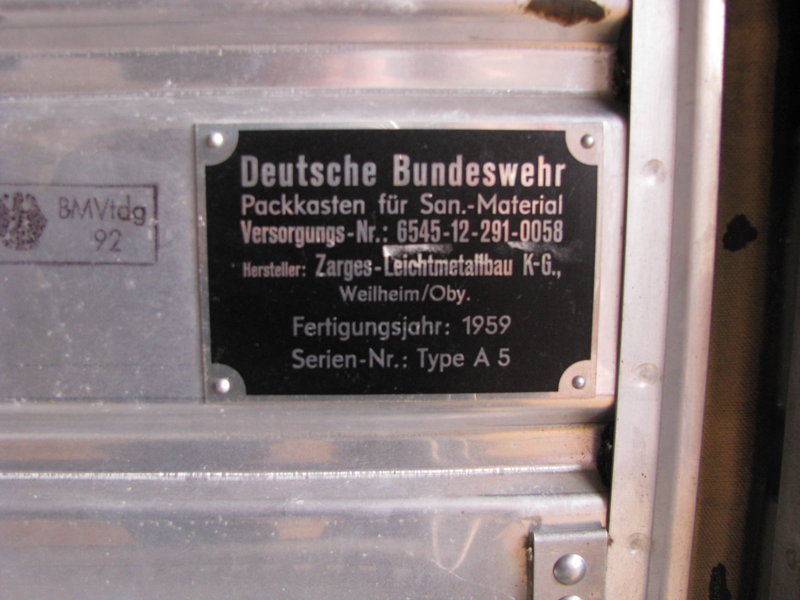 Deutsche Bundeswehr
Packkasten für San.-Material
Versorgungs-Nr.: 6545-12-291-0058
Hersteller: Zarges-Leichtmetallbau K-G.,
Weilheim/Oby.
Fertigungsjahr: 1959
Serien-Nr.: Type A 5
BMVtdg
92